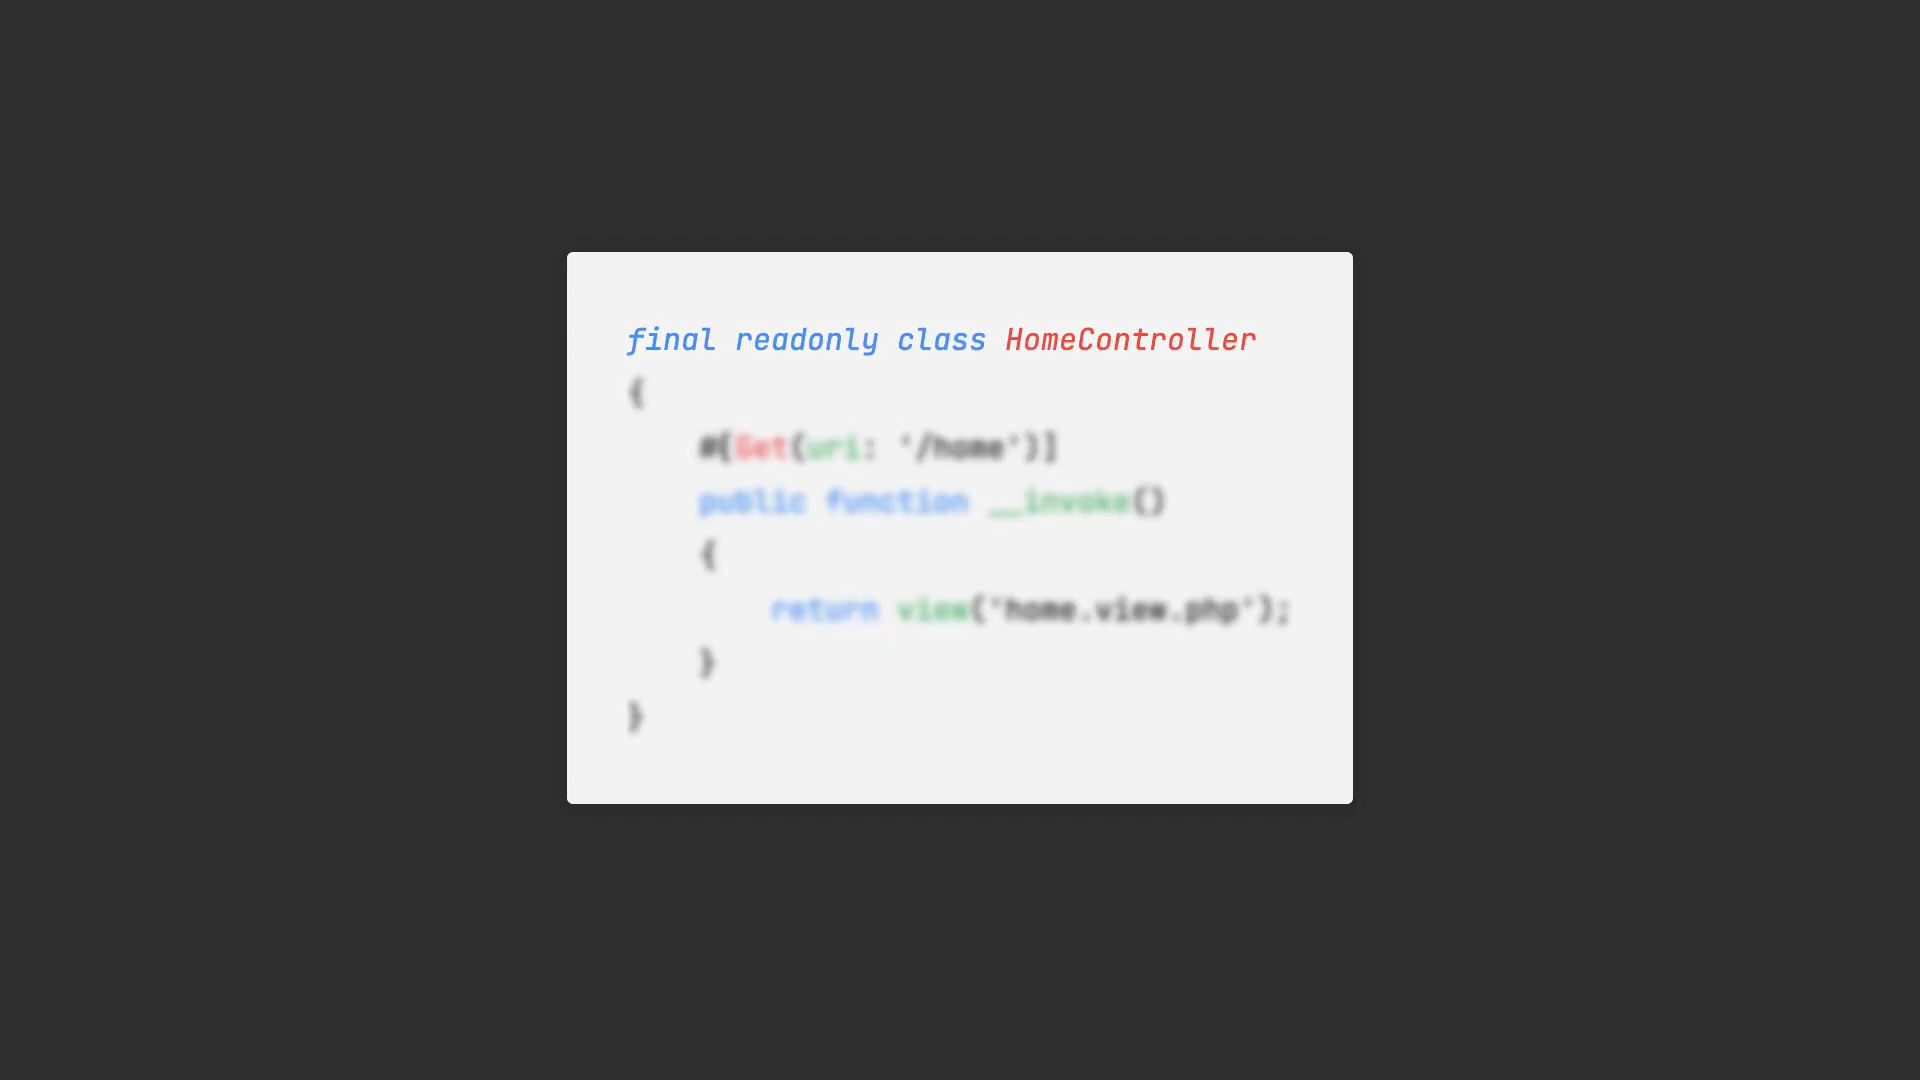 final readonly class HomeController
{
#[Get(uri: '/home')]
public function __invoke()
{
return view('home.view.php');
}
}